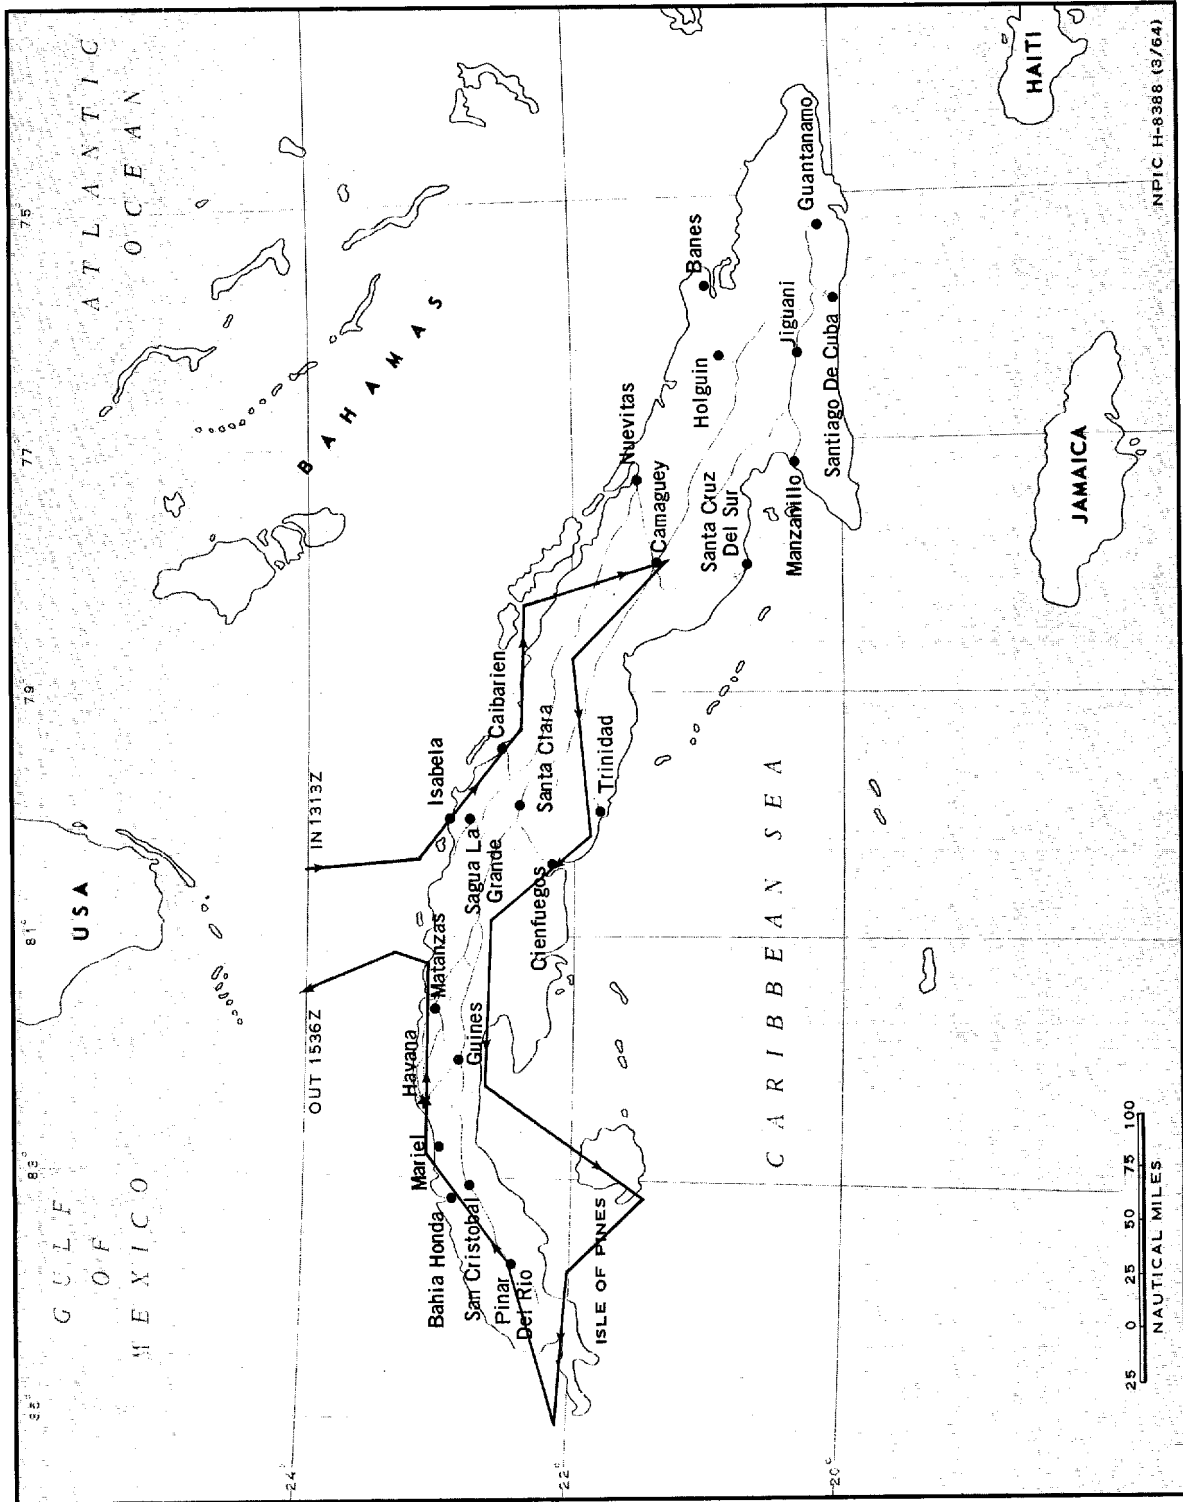 85°
83°
81°
79°
77
75
GULF
OF
MEXICO
USA
ATLANTIC
OCEAN
BAHAMAS
OUT 1536Z
IN 1313Z
24°
22°
20°
Havana
Mariel
Bahia Honda
San Cristobal
Pinar
Del Rio
Matanzas
Guines
Isabela
Sagua La
Grande
Caibarien
Santa Clara
Cienfuegos
Trinidad
Nuevitas
Camaguey
Santa Cruz
Del Sur
Banes
Holguin
Jiguani
Manzanillo
Santiago De Cuba
Guantanamo
ISLE OF PINES
CARIBBEAN SEA
JAMAICA
HAITI
25 0 25 50 75 100
NAUTICAL MILES
NPIC H-8388 (3/64)